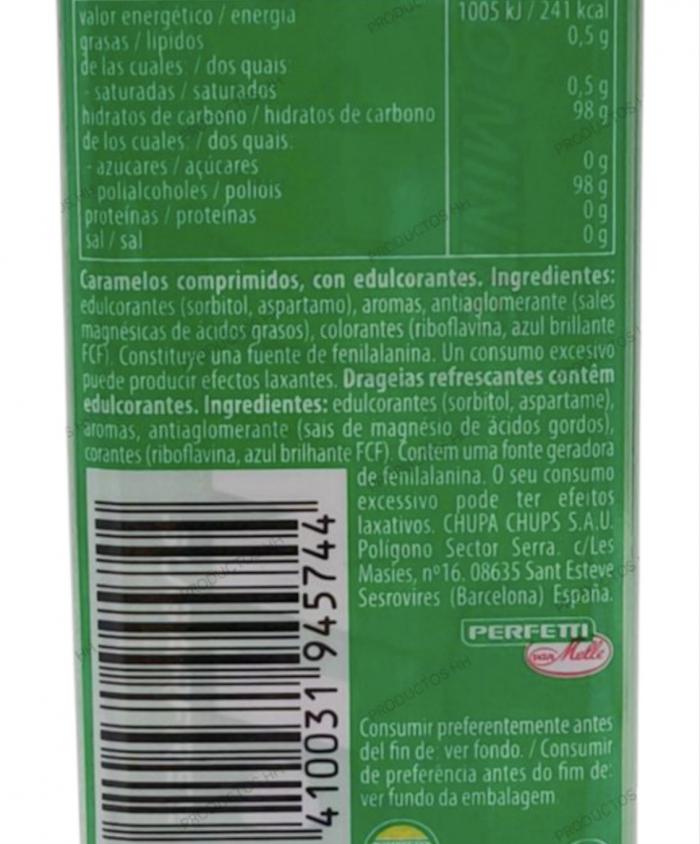 valor energético / energia 1005 kJ / 241 kcal
grasas / lípidos 0,5 g
de las cuales: / dos quais:
- saturadas / saturados 0,5 g
hidratos de carbono / hidratos de carbono 98 g
de los cuales: / dos quais:
- azúcares / açúcares 0 g
- polialcoholes / polióis 98 g
proteínas / proteínas 0 g
sal / sal 0 g
Caramelos comprimidos, con edulcorantes. Ingredientes:
edulcorantes (sorbitol, aspartamo), aromas, antiaglomerante (sales
magnésicas de ácidos grasos), colorantes (riboflavina, azul brillante
FCF). Constituye una fuente de fenilalanina. Un consumo excesivo
puede producir efectos laxantes. Drageias refrescantes contêm
edulcorantes. Ingredientes: edulcorantes (sorbitol, aspartame),
aromas, antiaglomerante (sais de magnésio de ácidos gordos),
corantes (riboflavina, azul brilhante FCF). Contém uma fonte geradora
de fenilalanina. O seu consumo
excessivo pode ter efeitos
laxativos. CHUPA CHUPS S.A.U.
Polígono Sector Serra. c/Les
Masies, nº16. 08635 Sant Esteve
Sesrovires (Barcelona) España.
PERFETTI
van Melle
4 10031 945744
Consumir preferentemente antes
del fin de: ver fondo. / Consumir
de preferência antes do fim de:
ver fundo da embalagem
PRODUCTOS HH